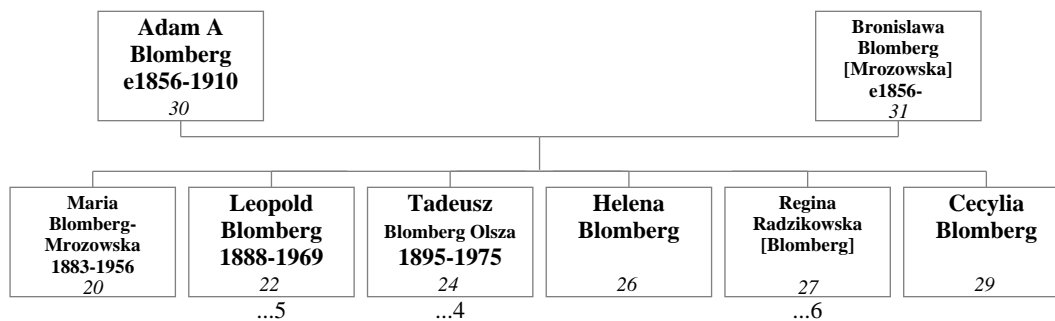 Adam A
Blomberg
e1856-1910
30
Bronislawa
Blomberg
[Mrozowska]
e1856-
31
Maria
Blomberg-
Mrozowska
1883-1956
20
Leopold
Blomberg
1888-1969
22
...5
Tadeusz
Blomberg Olsza
1895-1975
24
...4
Helena
Blomberg
26
Regina
Radzikowska
[Blomberg]
27
...6
Cecylia
Blomberg
29